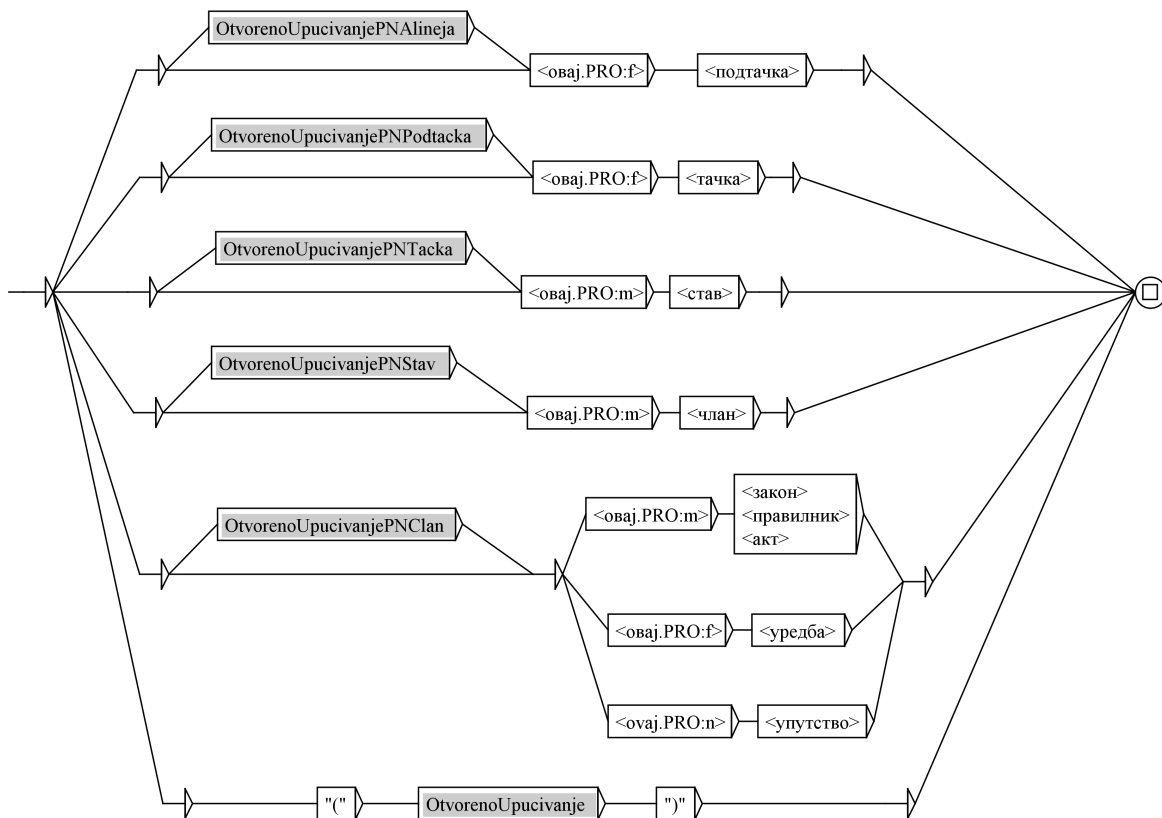 OtvorenoUpucivanjePNAlineja
<овај.PRO:f> <подтачка>
OtvorenoUpucivanjePNPodtacka
<овај.PRO:f> <тачка>
OtvorenoUpucivanjePNTacka
<овај.PRO:m> <став>
OtvorenoUpucivanjePNStav
<овај.PRO:m> <члан>
<закон>
<овај.PRO:m> <правилник>
<акт>
OtvorenoUpucivanjePNClan
<овај.PRO:f> <уредба>
<ovaj.PRO:n> <упутство>
"(" OtvorenoUpucivanje ")"